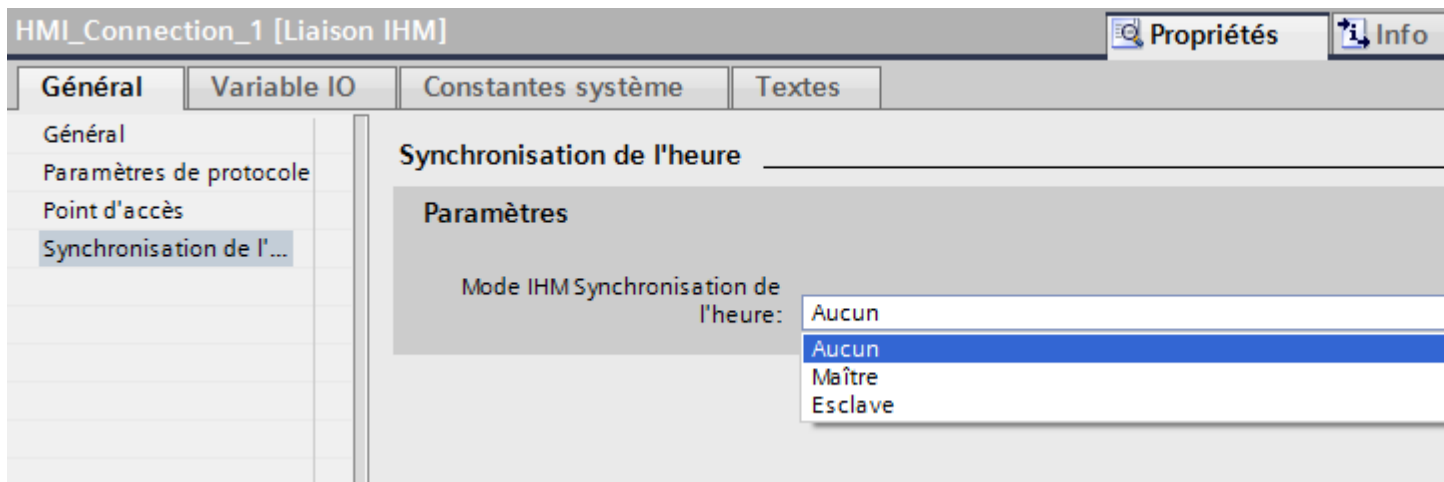 HMI_Connection_1 [Liaison IHM]
Propriétés
Info
Général
Variable IO
Constantes système
Textes
Général
Paramètres de protocole
Point d'accès
Synchronisation de l'...
Synchronisation de l'heure
Paramètres
Mode IHM Synchronisation de
l'heure:
Aucun
Aucun
Maître
Esclave